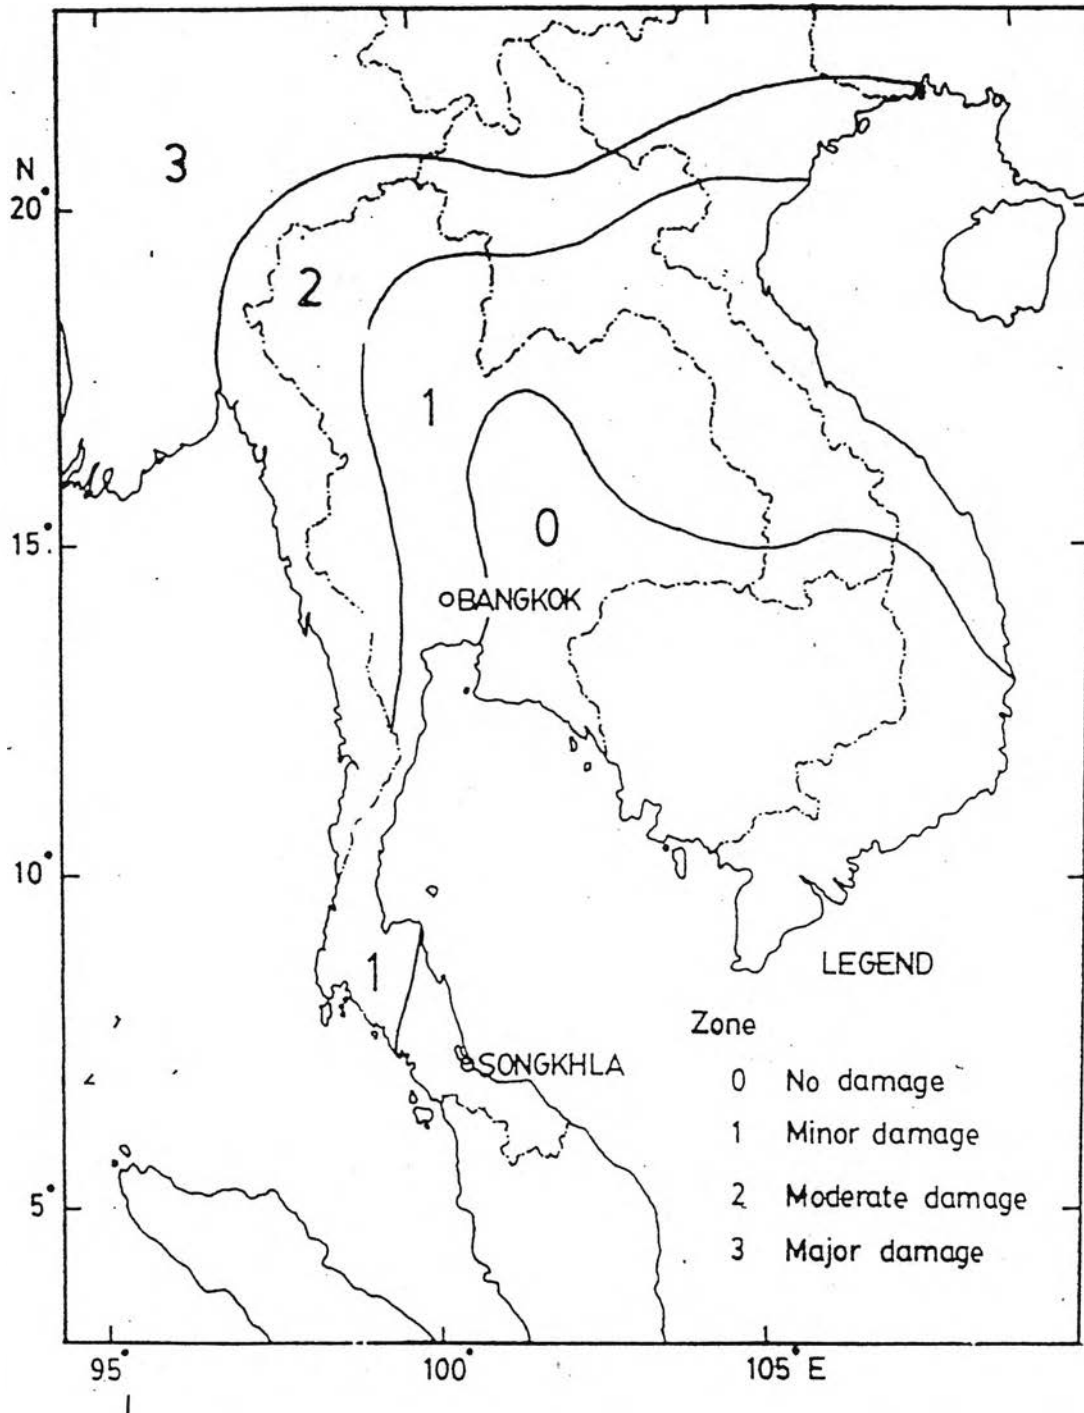 3
N
20°
2
1
0
15°
BANGKOK
10°
1
LEGEND
Zone
SONGKHLA
0 No damage
1 Minor damage
2 Moderate damage
5°
3 Major damage
95° 100° 105° E